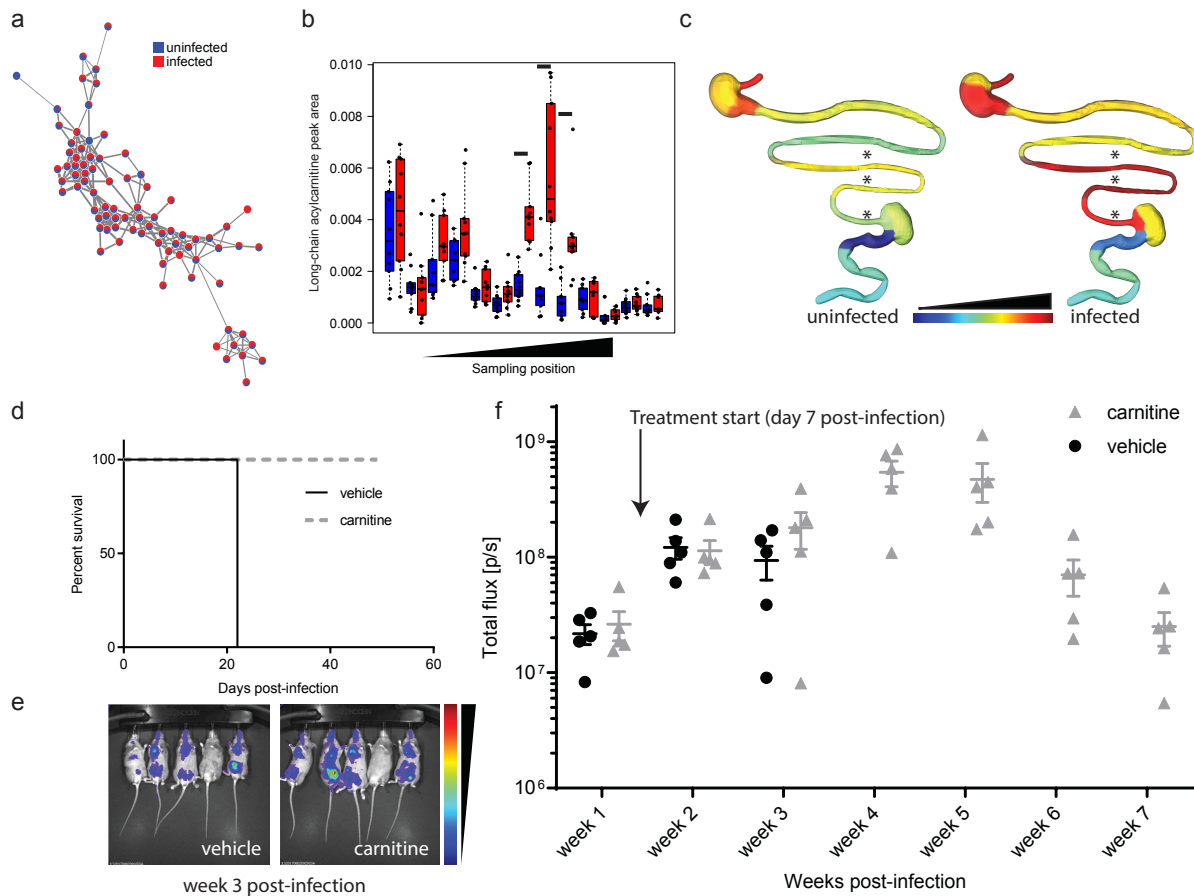 a
uninfected
infected
b
Long-chain acylcarnitine peak area
0.010
0.008
0.006
0.004
0.002
0.000
Sampling position
c
*
*
*
*
*
*
uninfected
infected
d
Percent survival
100
50
0
vehicle
carnitine
0
20
40
60
Days post-infection
e
vehicle
carnitine
week 3 post-infection
f
Treatment start (day 7 post-infection)
carnitine
vehicle
Total flux [p/s]
10⁹
10⁸
10⁷
10⁶
week 1
week 2
week 3
week 4
week 5
week 6
week 7
Weeks post-infection